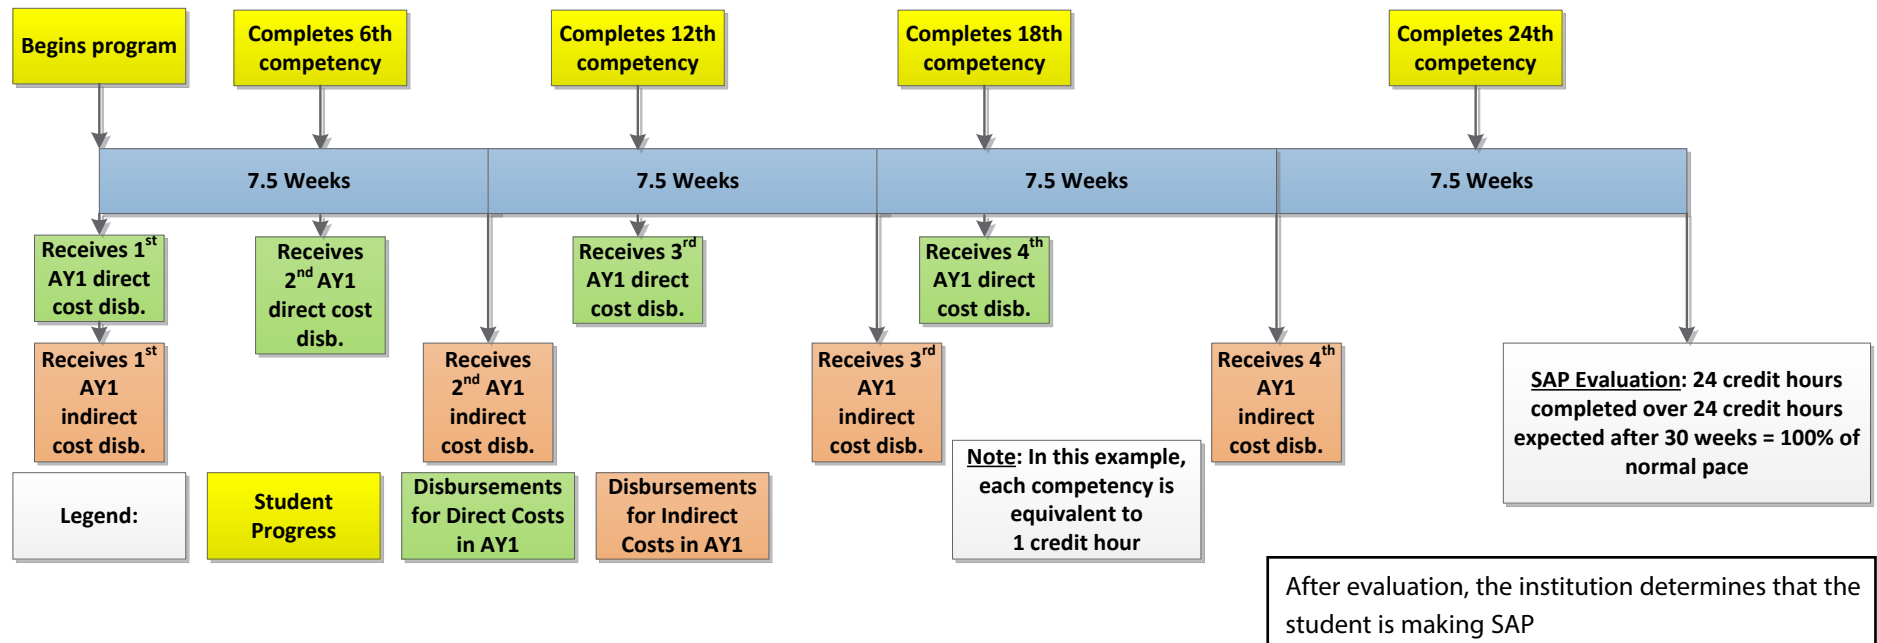 Begins program
Completes 6th
competency
Completes 12th
competency
Completes 18th
competency
Completes 24th
competency
7.5 Weeks
7.5 Weeks
7.5 Weeks
7.5 Weeks
Receives 1st
AY1 direct
cost disb.
Receives
2nd AY1
direct cost
disb.
Receives 3rd
AY1 direct
cost disb.
Receives 4th
AY1 direct
cost disb.
Receives 1st
AY1
indirect
cost disb.
Receives
2nd AY1
indirect
cost disb.
Receives 3rd
AY1
indirect
cost disb.
Receives 4th
AY1
indirect
cost disb.
SAP Evaluation: 24 credit hours
completed over 24 credit hours
expected after 30 weeks = 100% of
normal pace
Note: In this example,
each competency is
equivalent to
1 credit hour
Legend:
Student
Progress
Disbursements
for Direct Costs
in AY1
Disbursements
for Indirect
Costs in AY1
After evaluation, the institution determines that the
student is making SAP